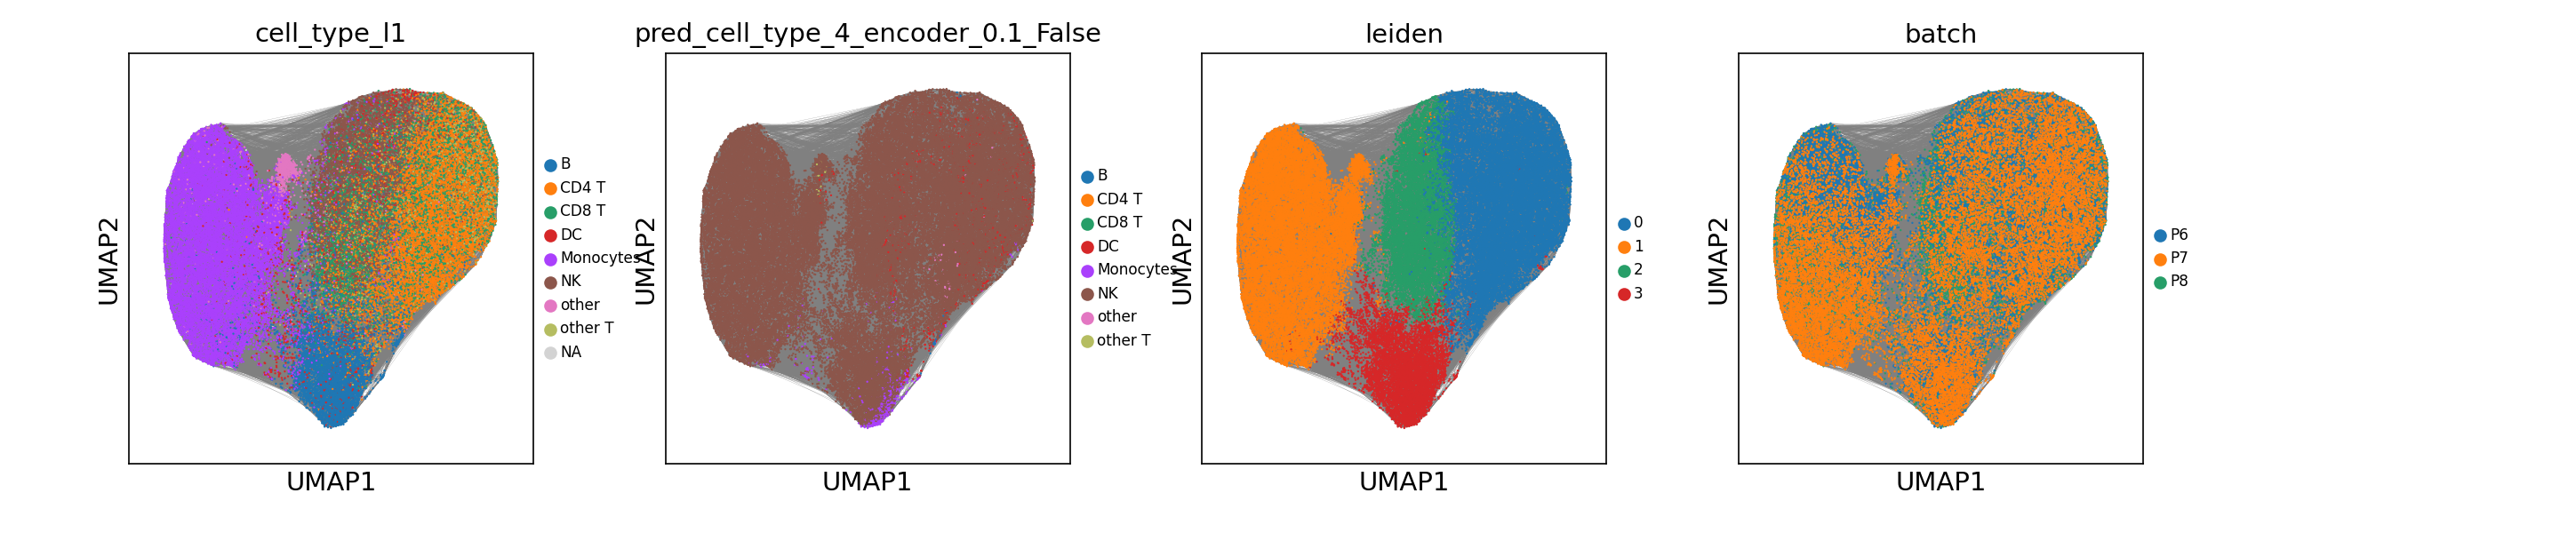 cell_type_l1
UMAP2
UMAP1
B
CD4 T
CD8 T
DC
Monocytes
NK
other
other T
NA
pred_cell_type_4_encoder_0.1_False
UMAP2
UMAP1
B
CD4 T
CD8 T
DC
Monocytes
NK
other
other T
leiden
UMAP2
UMAP1
0
1
2
3
batch
UMAP2
UMAP1
P6
P7
P8